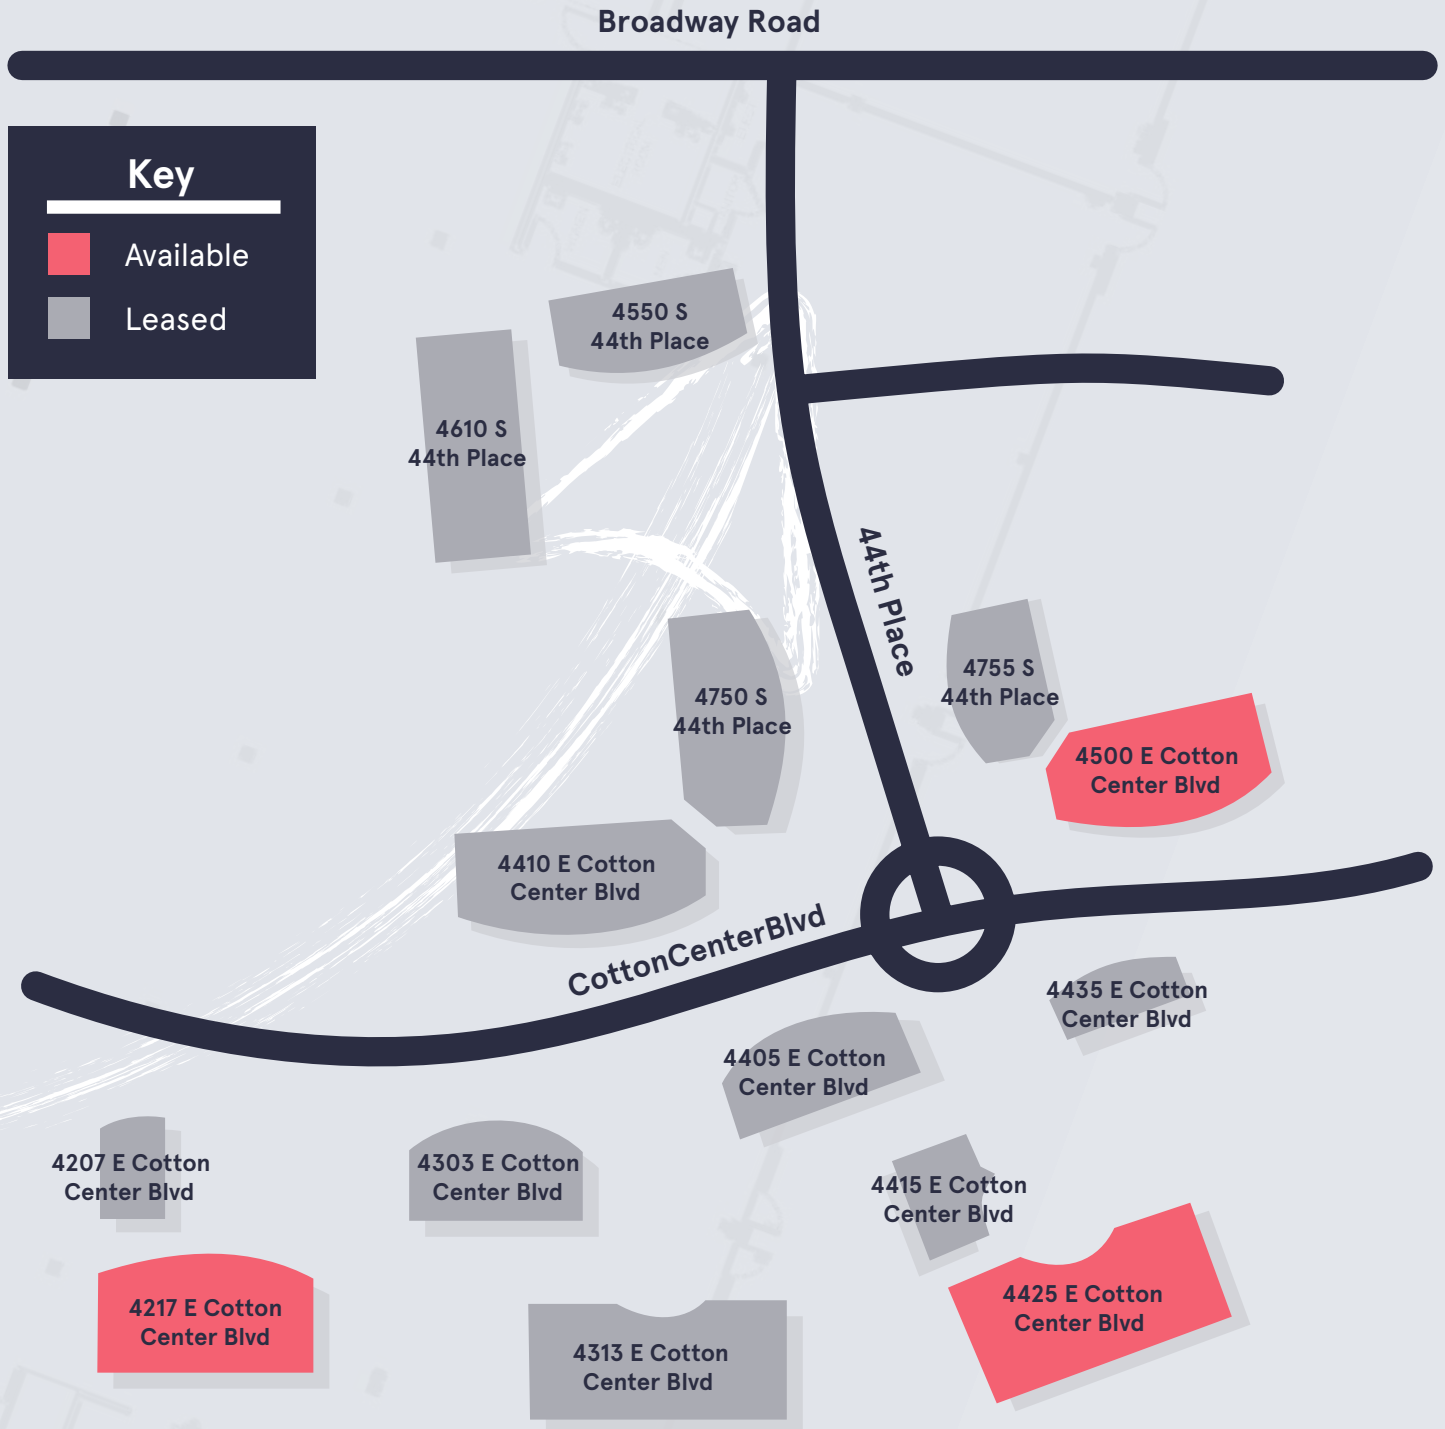 Broadway Road
Key
Available
Leased
4550 S
44th Place
4610 S
44th Place
44th Place
4755 S
44th Place
4750 S
44th Place
4500 E Cotton
Center Blvd
4410 E Cotton
Center Blvd
CottonCenterBlvd
4435 E Cotton
Center Blvd
4405 E Cotton
Center Blvd
4207 E Cotton
Center Blvd
4303 E Cotton
Center Blvd
4415 E Cotton
Center Blvd
4217 E Cotton
Center Blvd
4425 E Cotton
Center Blvd
4313 E Cotton
Center Blvd